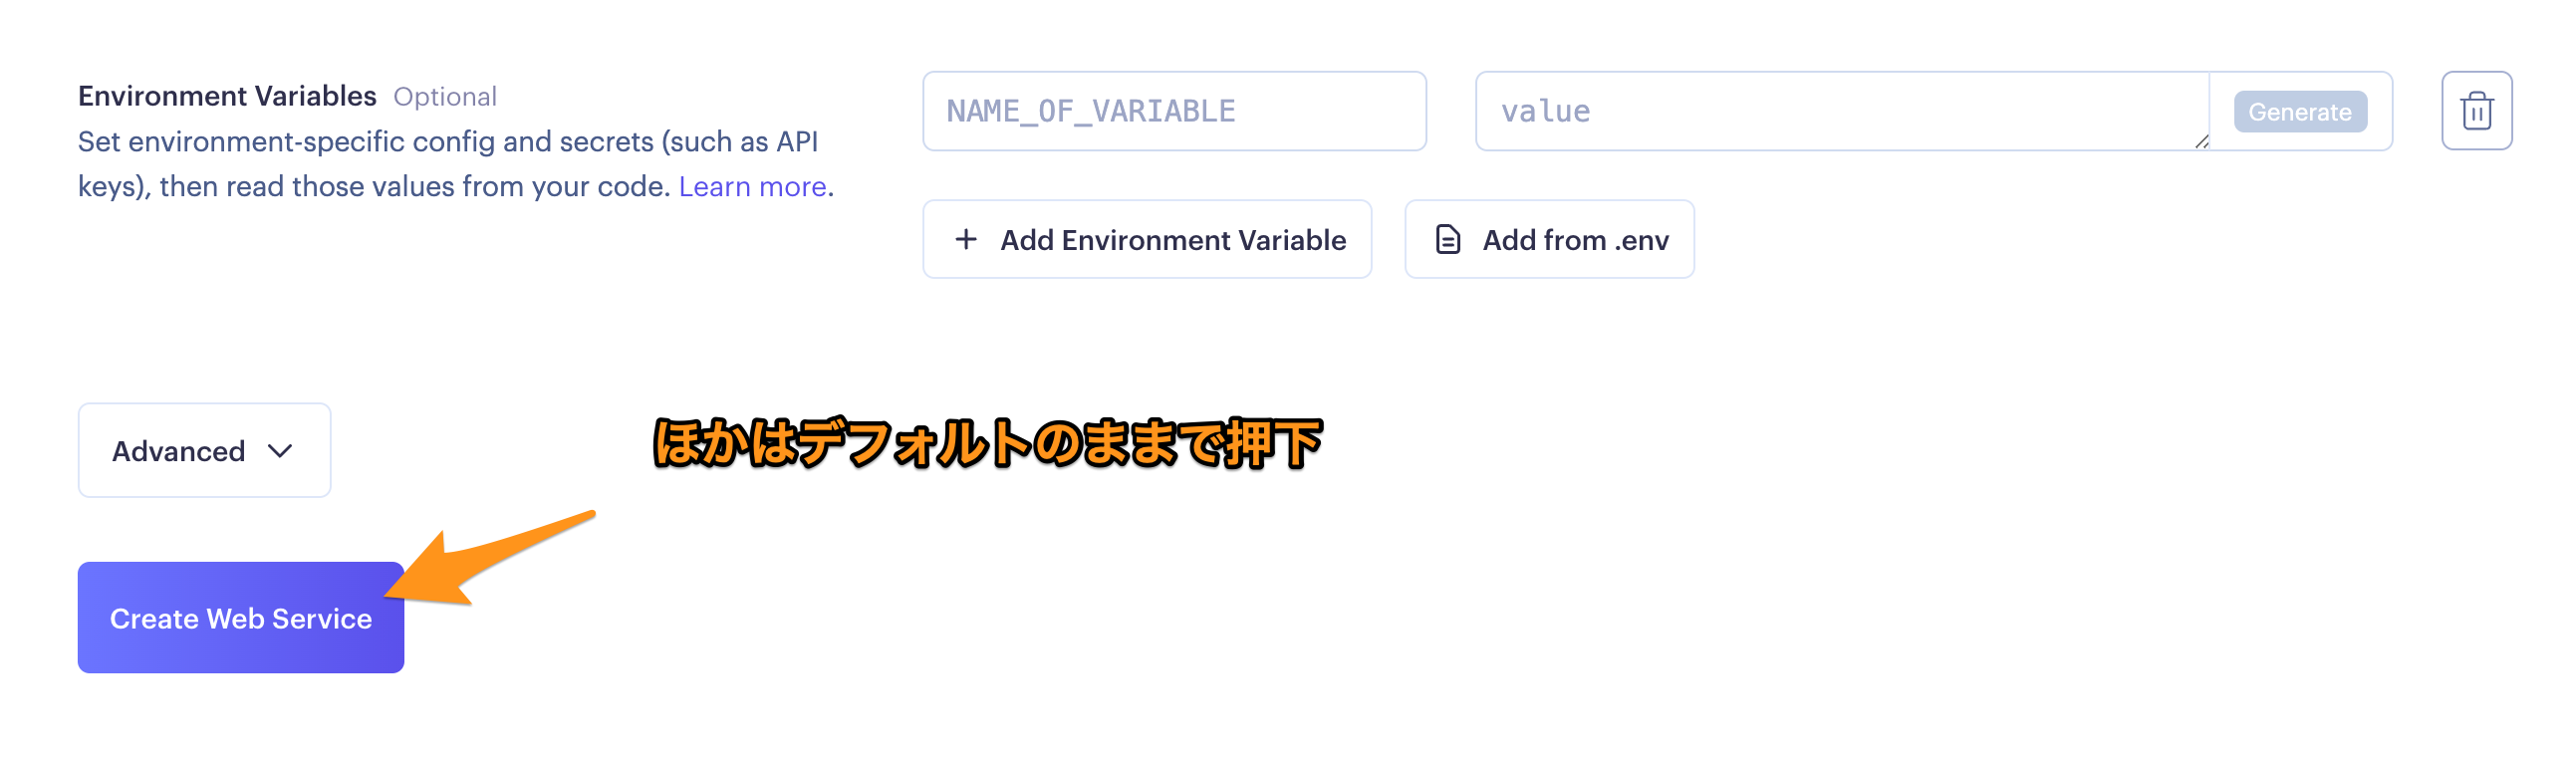 Environment Variables Optional
Set environment-specific config and secrets (such as API
keys), then read those values from your code. Learn more.
NAME_OF_VARIABLE
value
Generate
Add Environment Variable
Add from .env
Advanced
ほかはデフォルトのままで押下
Create Web Service